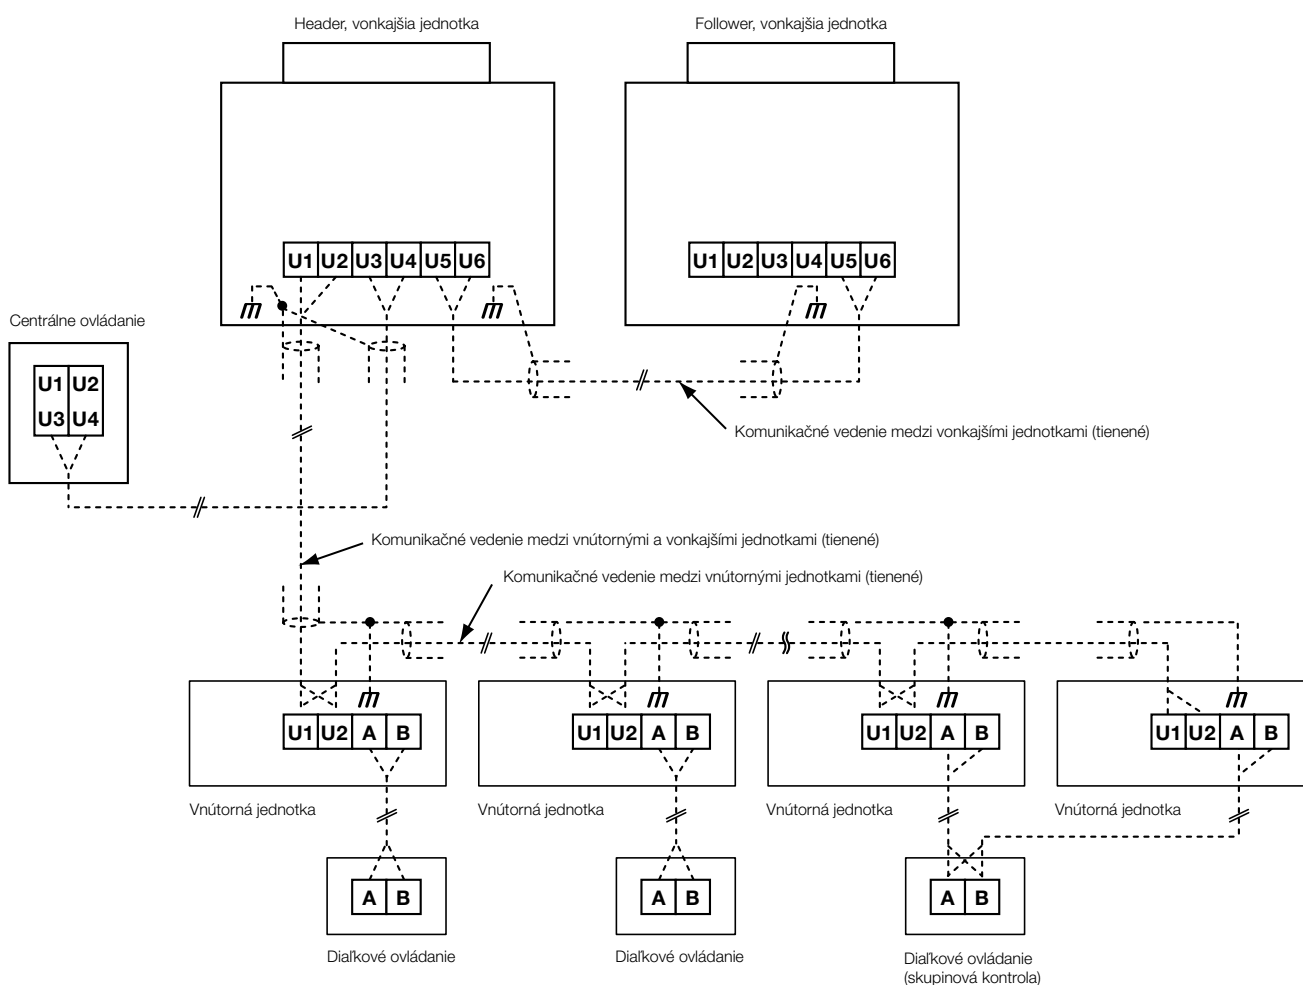 Header, vonkajšia jednotka
Follower, vonkajšia jednotka
U1 U2 U3 U4 U5 U6
U1 U2 U3 U4 U5 U6
Centrálne ovládanie
U1 U2
U3 U4
Komunikačné vedenie medzi vonkajšími jednotkami (tienené)
Komunikačné vedenie medzi vnútornými a vonkajšími jednotkami (tienené)
Komunikačné vedenie medzi vnútornými jednotkami (tienené)
U1 U2 A B
U1 U2 A B
U1 U2 A B
U1 U2 A B
Vnútorná jednotka
Vnútorná jednotka
Vnútorná jednotka
Vnútorná jednotka
A B
A B
A B
Diaľkové ovládanie
Diaľkové ovládanie
Diaľkové ovládanie
(skupinová kontrola)